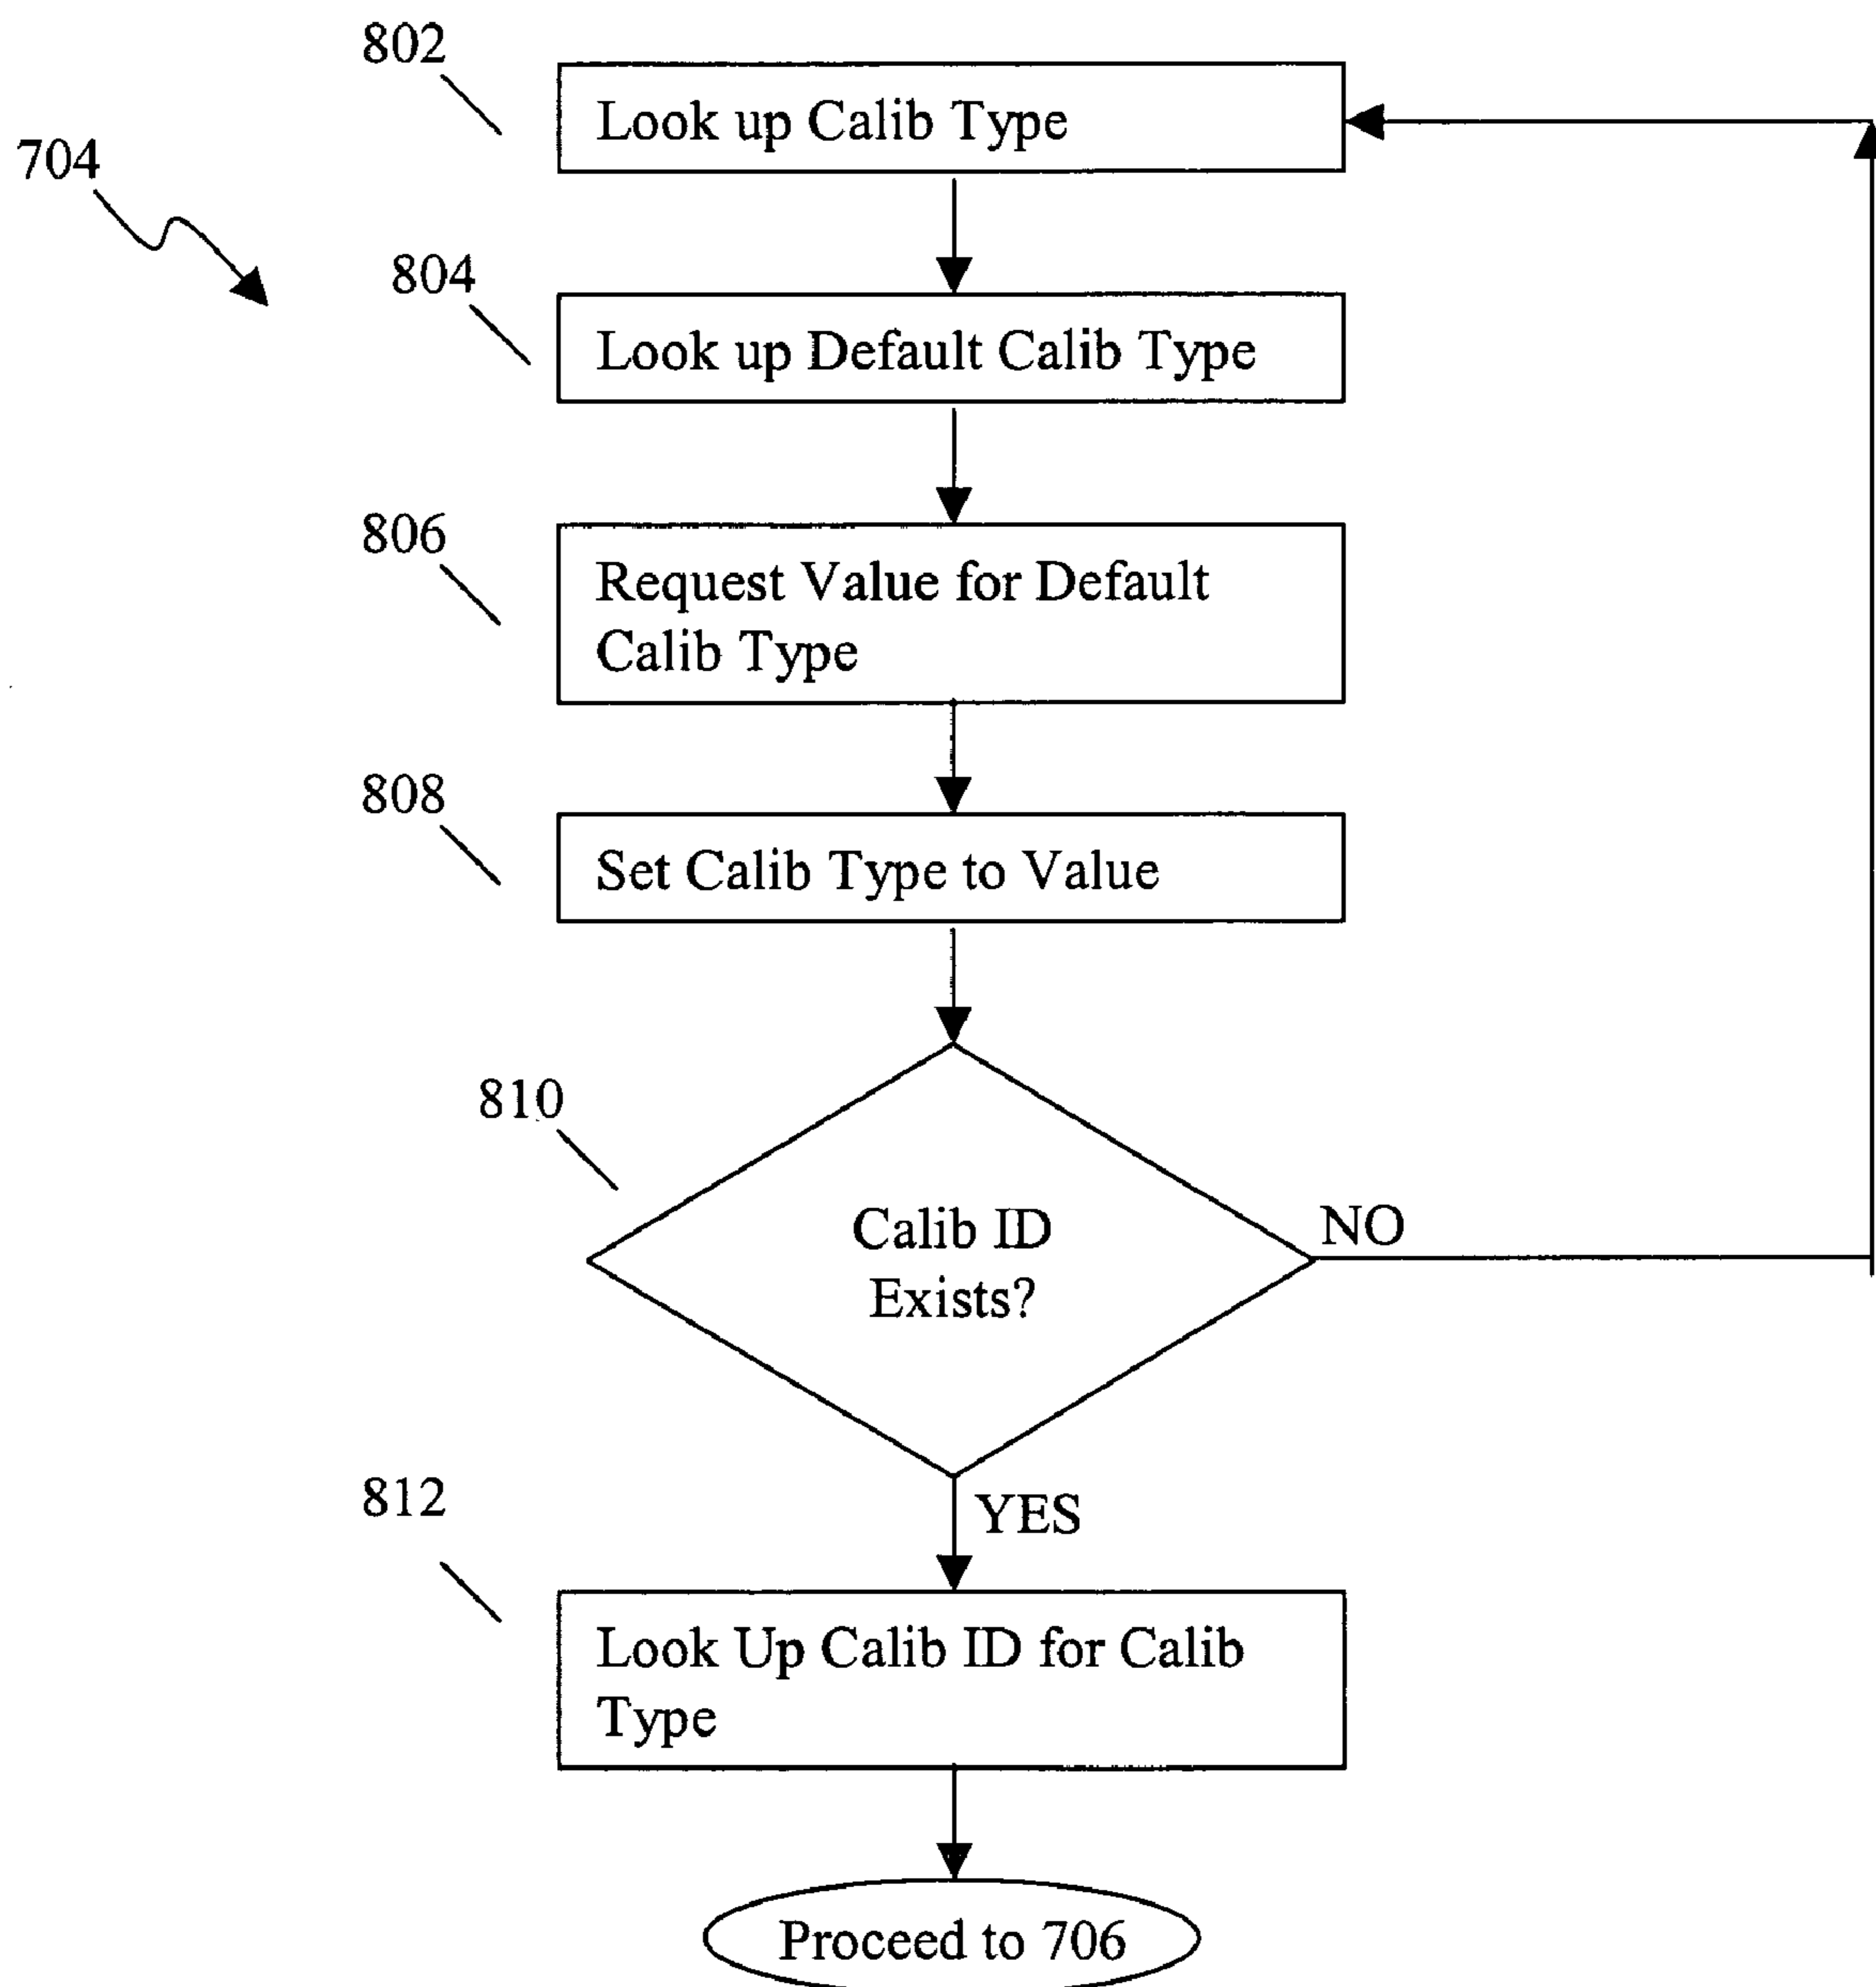 802
Look up Calib Type
704
804
Look up Default Calib Type
806
Request Value for Default
Calib Type
808
Set Calib Type to Value
810
Calib ID
Exists?
NO
YES
812
Look Up Calib ID for Calib
Type
Proceed to 706